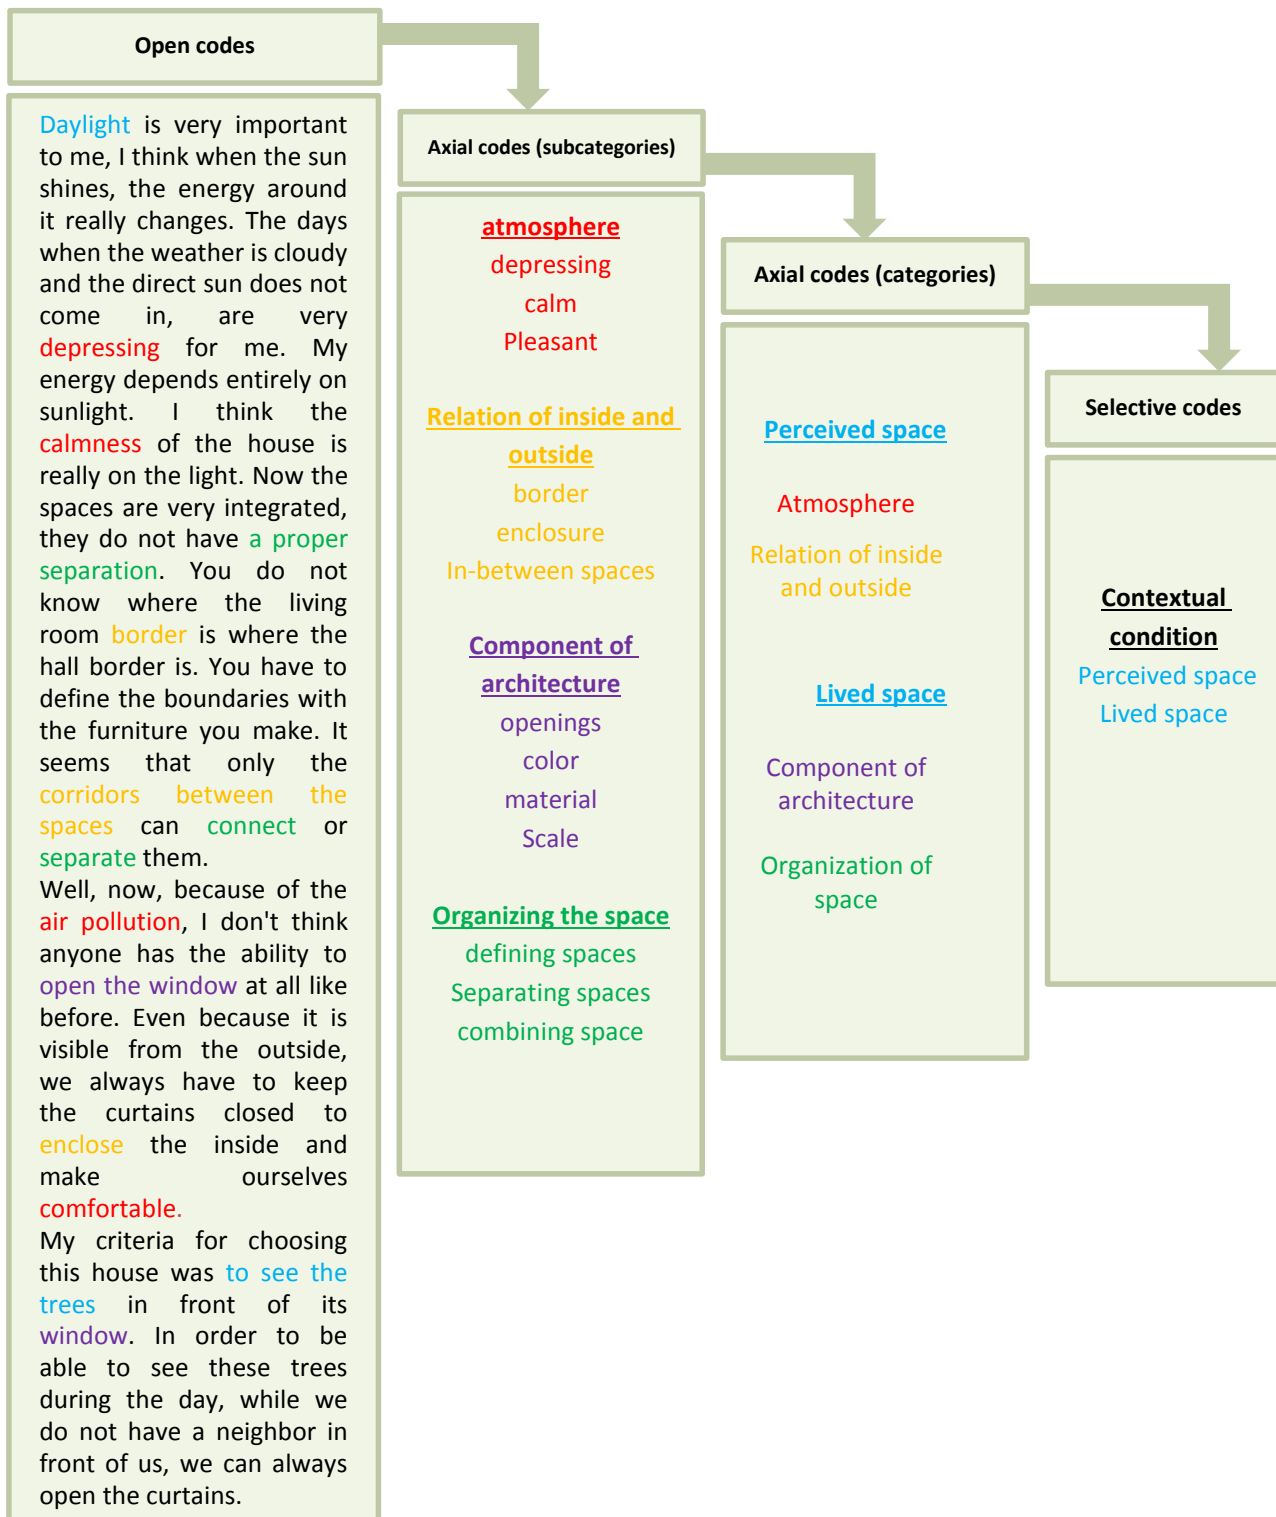 Open codes
Daylight is very important
to me, I think when the sun
shines, the energy around
it really changes. The days
when the weather is cloudy
and the direct sun does not
come in, are very
depressing for me. My
energy depends entirely on
sunlight. I think the
calmness of the house is
really on the light. Now the
spaces are very integrated,
they do not have a proper
separation. You do not
know where the living
room border is where the
hall border is. You have to
define the boundaries with
the furniture you make. It
seems that only the
corridors between the
spaces can connect or
separate them.
Well, now, because of the
air pollution, I don't think
anyone has the ability to
open the window at all like
before. Even because it is
visible from the outside,
we always have to keep
the curtains closed to
enclose the inside and
make ourselves
comfortable.
My criteria for choosing
this house was to see the
trees in front of its
window. In order to be
able to see these trees
during the day, while we
do not have a neighbor in
front of us, we can always
open the curtains.
Axial codes (subcategories)
atmosphere
depressing
calm
Pleasant
Relation of inside and
outside
border
enclosure
In-between spaces
Component of
architecture
openings
color
material
Scale
Organizing the space
defining spaces
Separating spaces
combining space
Axial codes (categories)
Perceived space
Atmosphere
Relation of inside
and outside
Lived space
Component of
architecture
Organization of
space
Selective codes
Contextual
condition
Perceived space
Lived space